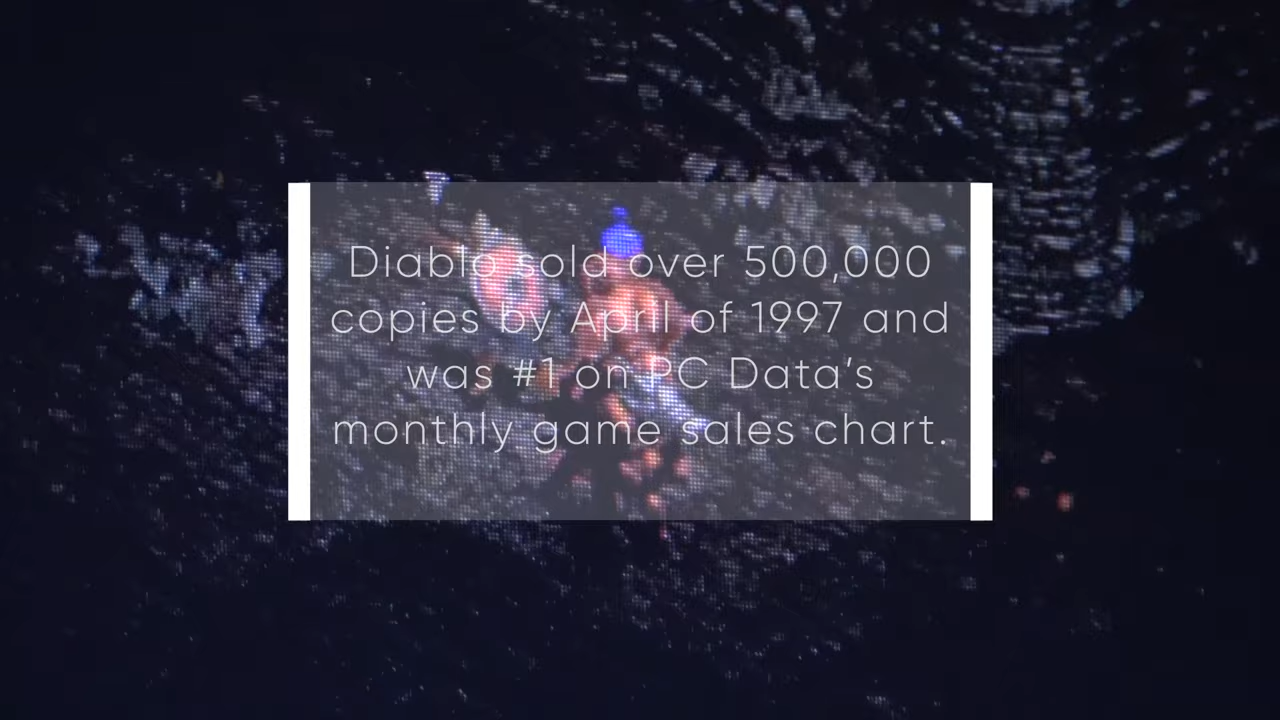 Diablo sold over 500,000
copies by April of 1997 and
was #1 on PC Data’s
monthly game sales chart.